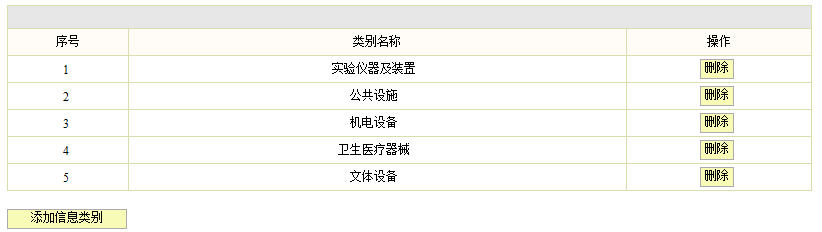 序号 类别名称 操作
1 实验仪器及装置 删除
2 公共设施 删除
3 机电设备 删除
4 卫生医疗器械 删除
5 文体设备 删除
添加信息类别